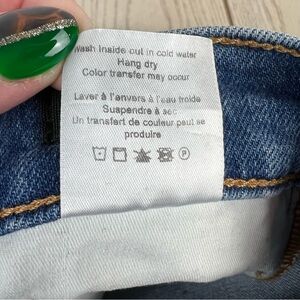 Wash Inside out in cold water
Hang dry
Color transfer may occur
Laver à l'envers à l'eau froide
Suspendre à sec
Un transfert de couleur peut se
produire
P